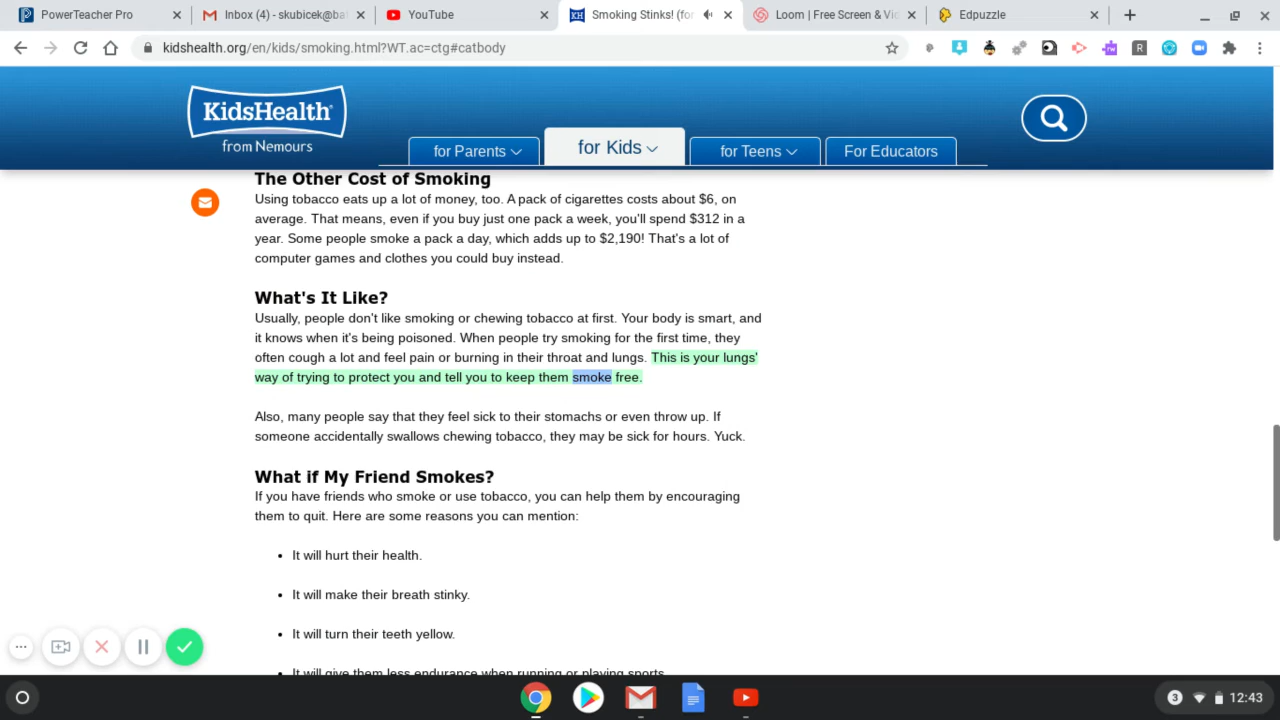 PowerTeacher Pro
Inbox (4) - skubicek@ba
YouTube
Smoking Stinks! (for
Loom | Free Screen & Vi
Edpuzzle
kidshealth.org/en/kids/smoking.html?WT.ac=ctg#catbody
KidsHealth®
from Nemours
for Parents
for Kids
for Teens
For Educators
The Other Cost of Smoking
Using tobacco eats up a lot of money, too. A pack of cigarettes costs about $6, on
average. That means, even if you buy just one pack a week, you'll spend $312 in a
year. Some people smoke a pack a day, which adds up to $2,190! That's a lot of
computer games and clothes you could buy instead.
What's It Like?
Usually, people don't like smoking or chewing tobacco at first. Your body is smart, and
it knows when it's being poisoned. When people try smoking for the first time, they
often cough a lot and feel pain or burning in their throat and lungs. This is your lungs'
way of trying to protect you and tell you to keep them smoke free.
Also, many people say that they feel sick to their stomachs or even throw up. If
someone accidentally swallows chewing tobacco, they may be sick for hours. Yuck.
What if My Friend Smokes?
If you have friends who smoke or use tobacco, you can help them by encouraging
them to quit. Here are some reasons you can mention:
• It will hurt their health.
• It will make their breath stinky.
• It will turn their teeth yellow.
• It will give them less endurance when running or playing sports.
3
12:43